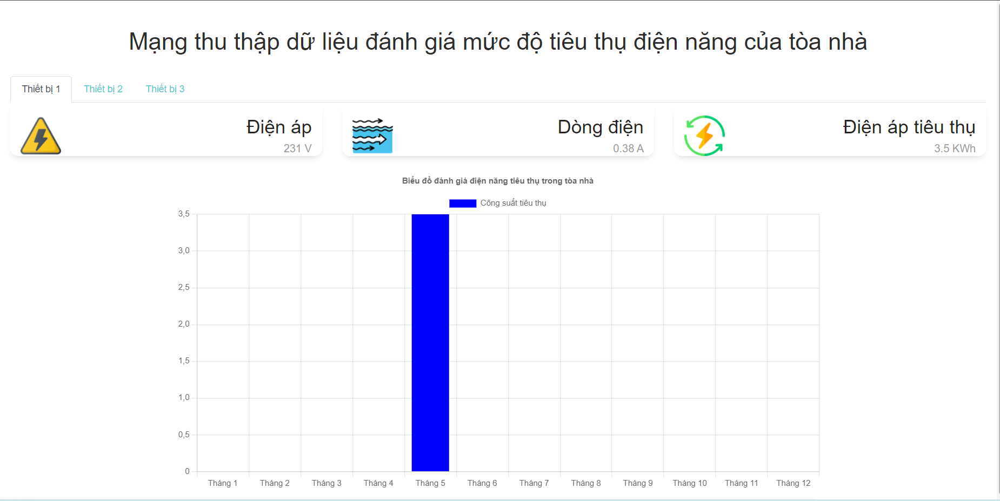 Mạng thu thập dữ liệu đánh giá mức độ tiêu thụ điện năng của tòa nhà
Thiết bị 1
Thiết bị 2
Thiết bị 3
Điện áp
231 V
Dòng điện
0.38 A
Điện áp tiêu thụ
3.5 KWh
Biểu đồ đánh giá điện năng tiêu thụ trong tòa nhà
Công suất tiêu thụ
3,5
3,0
2,5
2,0
1,5
1,0
0,5
0
Tháng 1
Tháng 2
Tháng 3
Tháng 4
Tháng 5
Tháng 6
Tháng 7
Tháng 8
Tháng 9
Tháng 10
Tháng 11
Tháng 12